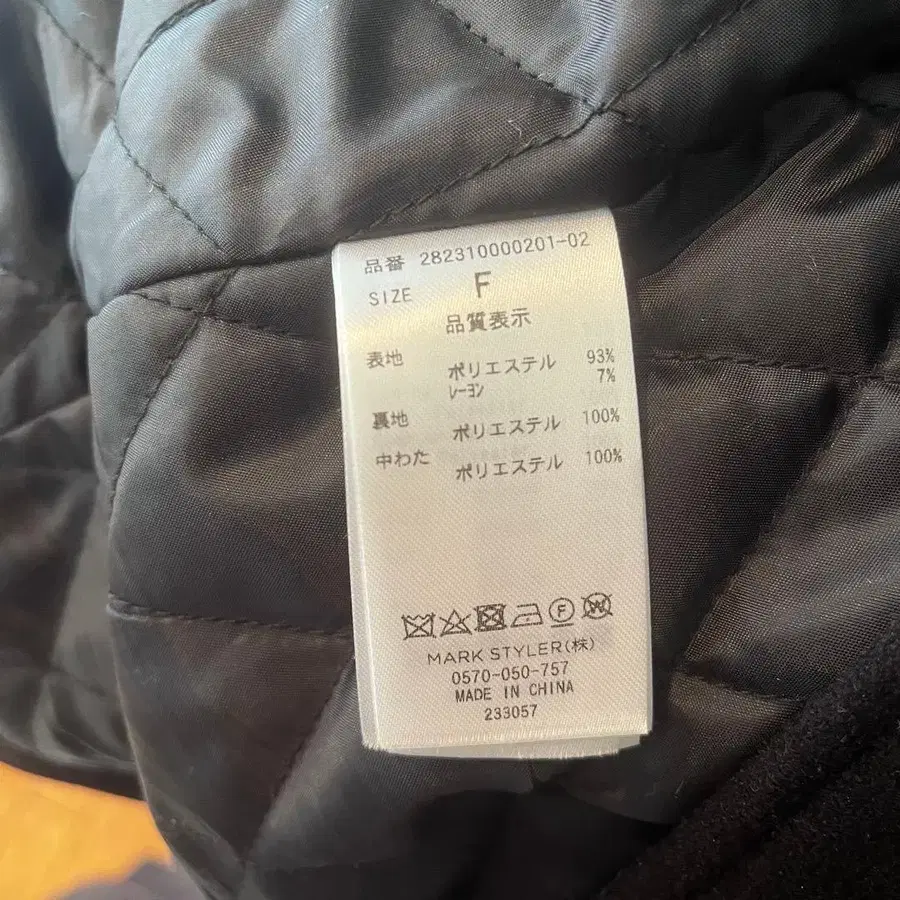 品番 282310000201-02
SIZE F
品質表示
表地 ポリエステル 93%
レーヨン 7%
裏地 ポリエステル 100%
中わた ポリエステル 100%
F W
MARK STYLER(株)
0570-050-757
MADE IN CHINA
233057